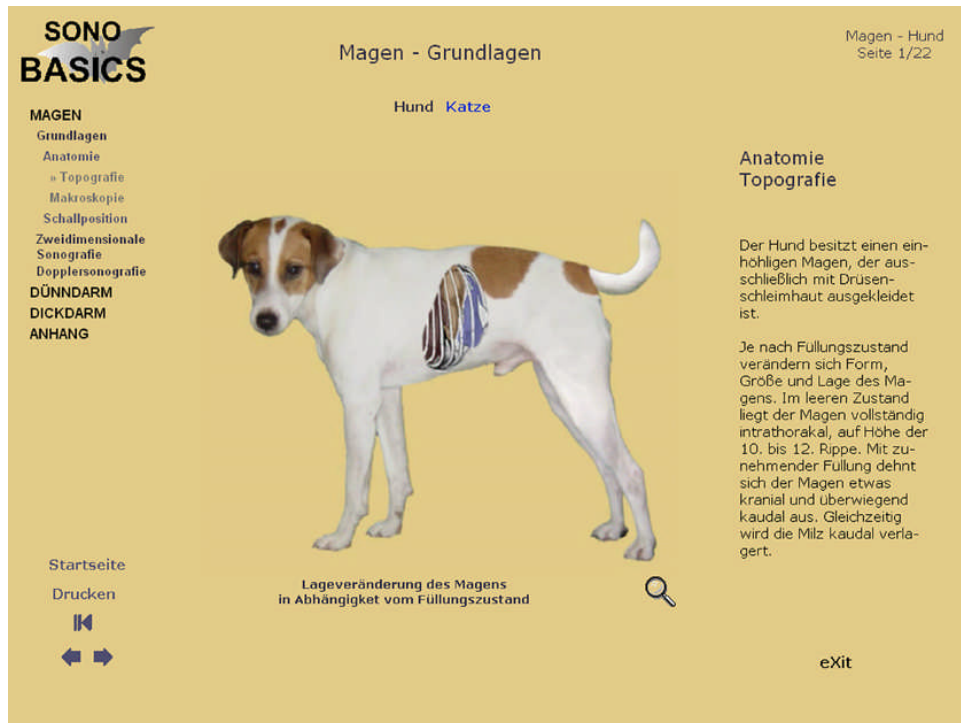 SONO
BASICS
Magen - Grundlagen
Magen - Hund
Seite 1/22
Hund Katze
MAGEN
Grundlagen
Anatomie
» Topografie
Makroskopie
Schallposition
Zweidimensionale
Sonografie
Dopplersonografie
DÜNNDARM
DICKDARM
ANHANG
Startseite
Drucken
Lageveränderung des Magens
in Abhängigket vom Füllungszustand
Anatomie
Topografie
Der Hund besitzt einen ein-
höhligen Magen, der aus-
schließlich mit Drüsen-
schleimhaut ausgekleidet
ist.
Je nach Füllungszustand
verändern sich Form,
Größe und Lage des Ma-
gens. Im leeren Zustand
liegt der Magen vollständig
intrathorakal, auf Höhe der
10. bis 12. Rippe. Mit zu-
nehmender Füllung dehnt
sich der Magen etwas
kranial und überwiegend
kaudal aus. Gleichzeitig
wird die Milz kaudal verla-
gert.
eXit